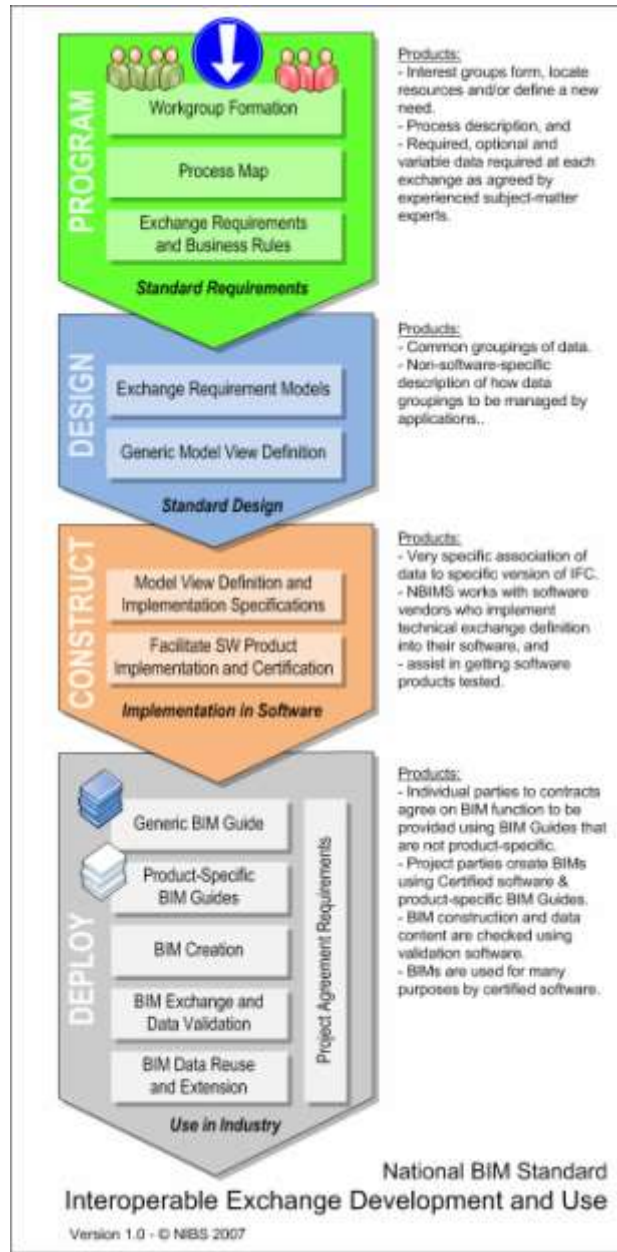 PROGRAM
Workgroup Formation
Process Map
Exchange Requirements
and Business Rules
Standard Requirements
Products:
- Interest groups form, locate
resources and/or define a new
need.
- Process description, and
- Required, optional and
variable data required at each
exchange as agreed by
experienced subject-matter
experts.
DESIGN
Exchange Requirement Models
Generic Model View Definition
Standard Design
Products:
- Common groupings of data.
- Non-software-specific
description of how data
groupings to be managed by
applications..
CONSTRUCT
Model View Definition and
Implementation Specifications
Facilitate SW Product
Implementation and Certification
Implementation in Software
Products:
- Very specific association of
data to specific version of IFC.
- NBIMS works with software
vendors who implement
technical exchange definition
into their software, and
- assist in getting software
products tested.
DEPLOY
Generic BIM Guide
Product-Specific
BIM Guides
BIM Creation
BIM Exchange and
Data Validation
BIM Data Reuse
and Extension
Project Agreement Requirements
Use in Industry
Products:
- Individual parties to contracts
agree on BIM function to be
provided using BIM Guides that
are not product-specific.
- Project parties create BIMs
using Certified software &
product-specific BIM Guides.
- BIM construction and data
content are checked using
validation software.
- BIMs are used for many
purposes by certified software.
National BIM Standard
Interoperable Exchange Development and Use
Version 1.0 - © NIBS 2007